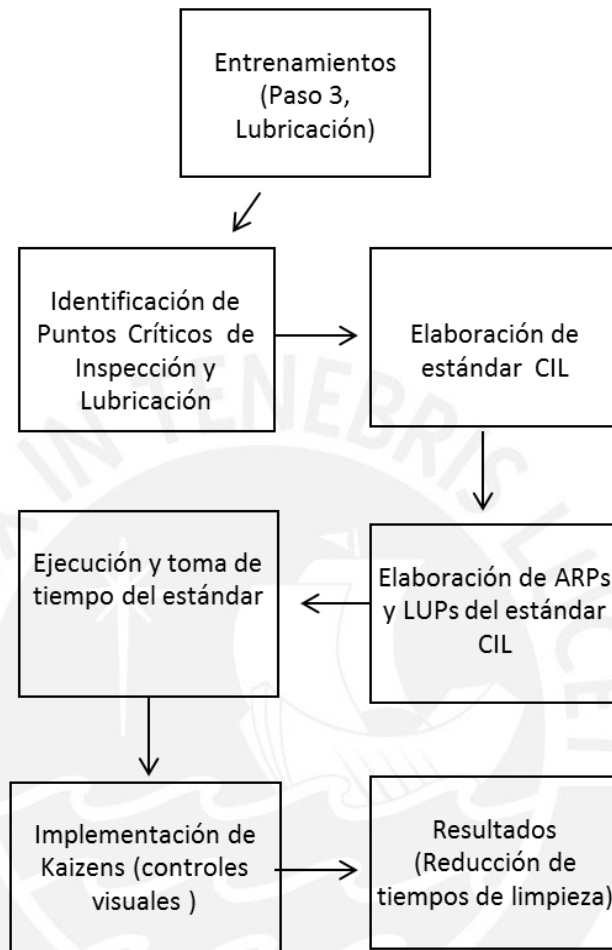 Entrenamientos
(Paso 3,
Lubricación)
Identificación de
Puntos Críticos de
Inspección y
Lubricación
Elaboración de
estándar CIL
Elaboración de ARPs
y LUPs del estándar
CIL
Ejecución y toma de
tiempo del estándar
Implementación de
Kaizens (controles
visuales )
Resultados
(Reducción de
tiempos de limpieza)
IN TENEBRIS